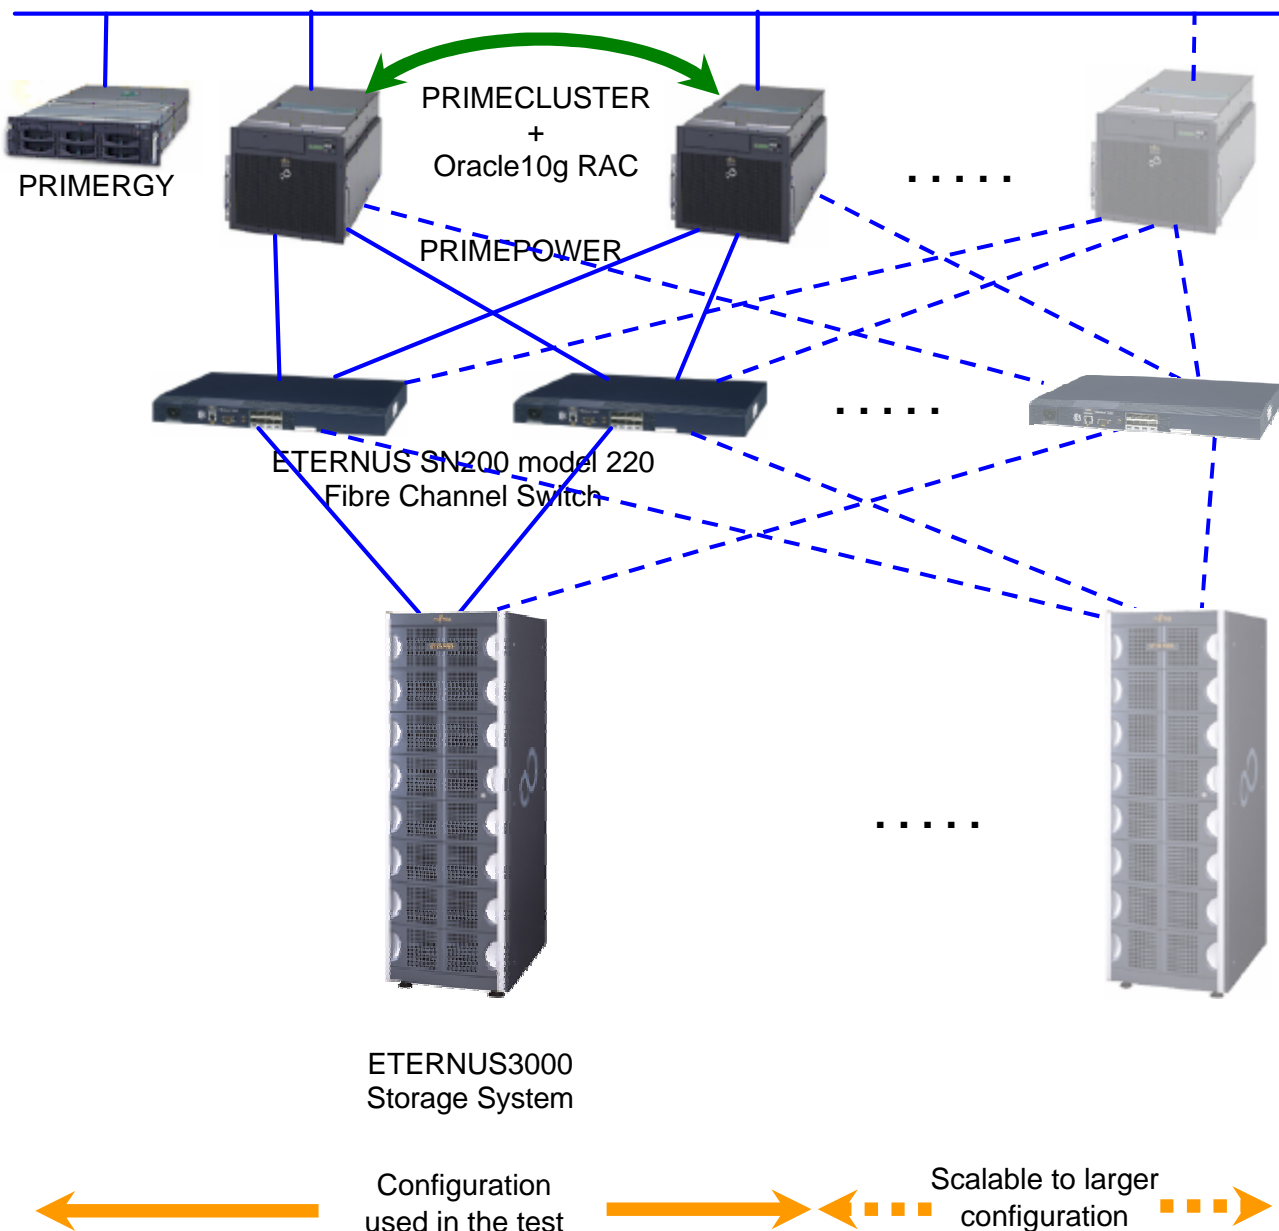 PRIMECLUSTER
+
Oracle10g RAC
PRIMERGY
PRIMEPOWER
ETERNUS SN200 model 220
Fibre Channel Switch
ETERNUS3000
Storage System
Configuration
used in the test
Scalable to larger
configuration